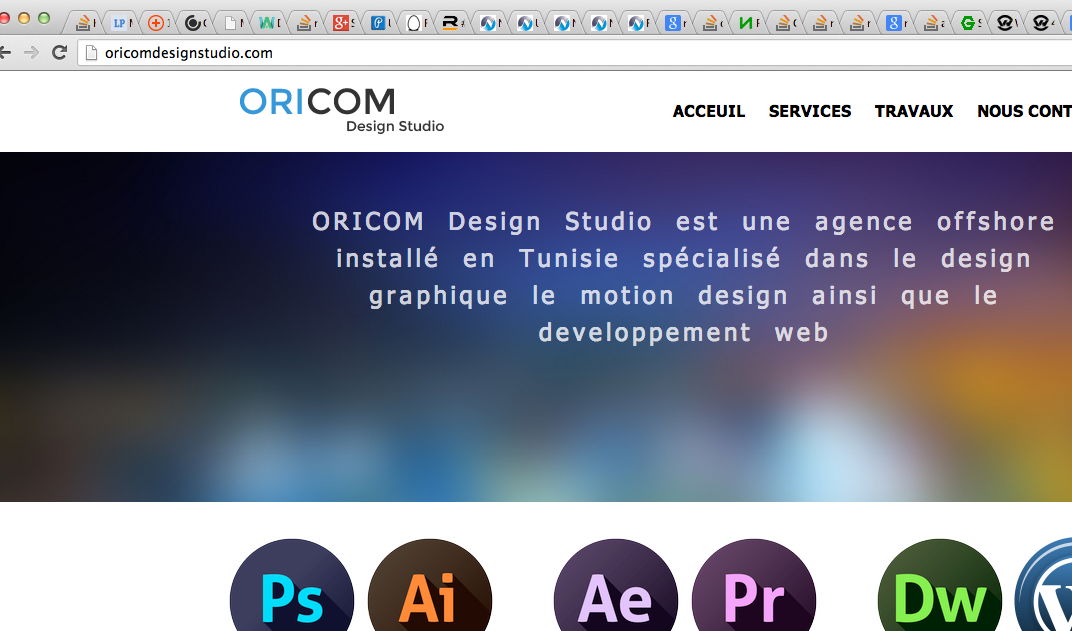 oricomdesignstudio.com
ORICOM
Design Studio
ACCEUIL SERVICES TRAVAUX NOUS CONT
ORICOM Design Studio est une agence offshore
installé en Tunisie spécialisé dans le design
graphique le motion design ainsi que le
developpement web
Ps Ai Ae Pr Dw W